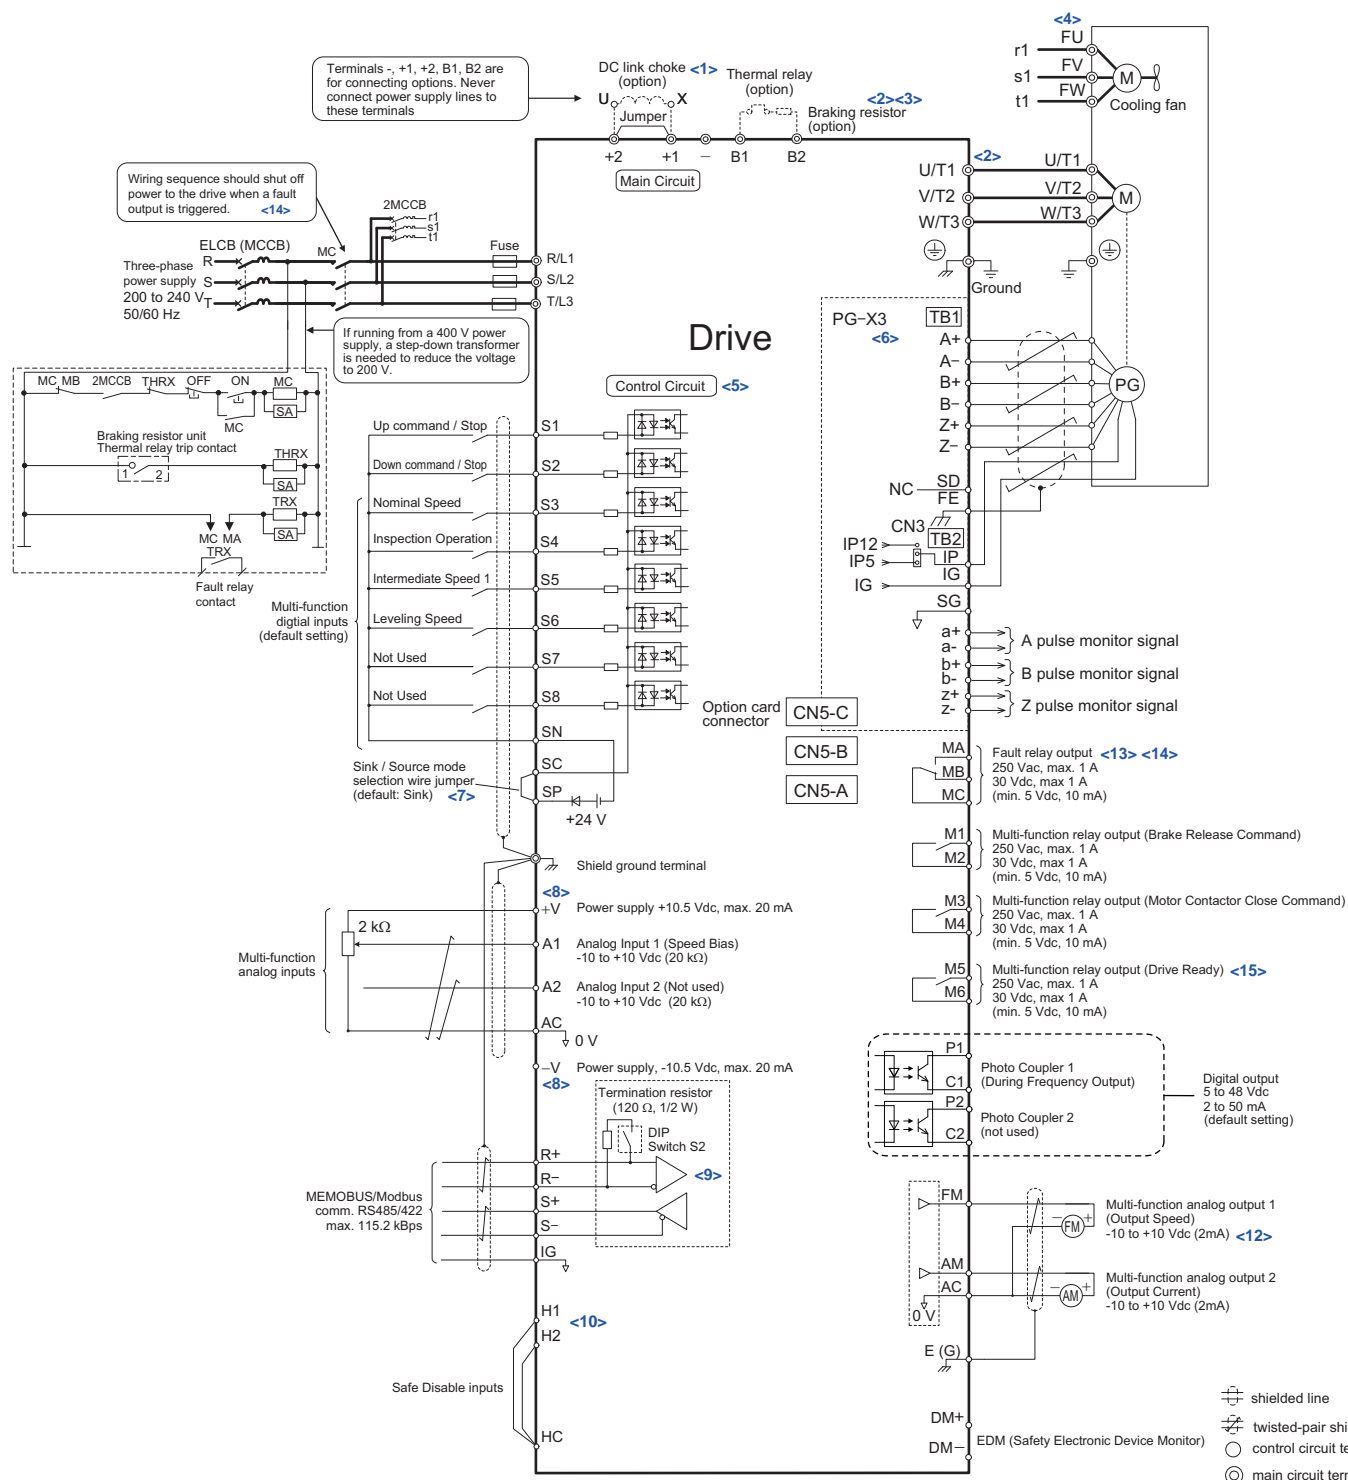 <4>
FU
r1
FV
s1
FW
t1
M
Cooling fan
Terminals -, +1, +2, B1, B2 are
for connecting options. Never
connect power supply lines to
these terminals
DC link choke <1>
(option)
U X
Jumper
Thermal relay
(option)
<2><3>
Braking resistor
(option)
+2 +1 − B1 B2
Main Circuit
<2>
U/T1 U/T1
V/T2 V/T2
W/T3 W/T3
M
Ground
Wiring sequence should shut off
power to the drive when a fault
output is triggered. <14>
2MCCB
r1
s1
t1
ELCB (MCCB)
MC
Fuse
Three-phase
power supply
200 to 240 V
50/60 Hz
R
S
T
R/L1
S/L2
T/L3
If running from a 400 V power
supply, a step-down transformer
is needed to reduce the voltage
to 200 V.
Drive
MC MB 2MCCB THRX OFF ON MC
SA
MC
Braking resistor unit
Thermal relay trip contact
1 2
THRX
SA
TRX
SA
MC MA
TRX
Fault relay
contact
Control Circuit <5>
Up command / Stop S1
Down command / Stop S2
Nominal Speed S3
Inspection Operation S4
Intermediate Speed 1 S5
Leveling Speed S6
Not Used S7
Not Used S8
Multi-function
digtial inputs
(default setting)
SN
SC
SP
Sink / Source mode
selection wire jumper
(default: Sink) <7>
+24 V
PG−X3
<6>
TB1
A+
A−
B+
B−
Z+
Z−
PG
NC SD
FE
CN3
TB2
IP12
IP5
IP
IG
IG
SG
a+
a-
A pulse monitor signal
b+
b-
B pulse monitor signal
z+
z-
Z pulse monitor signal
Option card
connector
CN5-C
CN5-B
CN5-A
MA
MB
MC
Fault relay output <13> <14>
250 Vac, max. 1 A
30 Vdc, max 1 A
(min. 5 Vdc, 10 mA)
M1
M2
Multi-function relay output (Brake Release Command)
250 Vac, max. 1 A
30 Vdc, max 1 A
(min. 5 Vdc, 10 mA)
M3
M4
Multi-function relay output (Motor Contactor Close Command)
250 Vac, max. 1 A
30 Vdc, max 1 A
(min. 5 Vdc, 10 mA)
M5
M6
Multi-function relay output (Drive Ready) <15>
250 Vac, max. 1 A
30 Vdc, max 1 A
(min. 5 Vdc, 10 mA)
Shield ground terminal
<8>
+V Power supply +10.5 Vdc, max. 20 mA
2 kΩ
Multi-function
analog inputs
A1 Analog Input 1 (Speed Bias)
-10 to +10 Vdc (20 kΩ)
A2 Analog Input 2 (Not used)
-10 to +10 Vdc (20 kΩ)
AC
0 V
−V Power supply, -10.5 Vdc, max. 20 mA
<8>
P1
C1
Photo Coupler 1
(During Frequency Output)
P2
C2
Photo Coupler 2
(not used)
Digital output
5 to 48 Vdc
2 to 50 mA
(default setting)
Termination resistor
(120 Ω, 1/2 W)
DIP
Switch S2
<9>
MEMOBUS/Modbus
comm. RS485/422
max. 115.2 kBps
R+
R−
S+
S−
IG
FM
− FM +
Multi-function analog output 1
(Output Speed)
-10 to +10 Vdc (2mA) <12>
AM
AC
0 V
− AM +
Multi-function analog output 2
(Output Current)
-10 to +10 Vdc (2mA)
E (G)
H1
<10>
H2
Safe Disable inputs
HC
DM+
DM−
EDM (Safety Electronic Device Monitor)
shielded line
twisted-pair shi
control circuit te
main circuit term